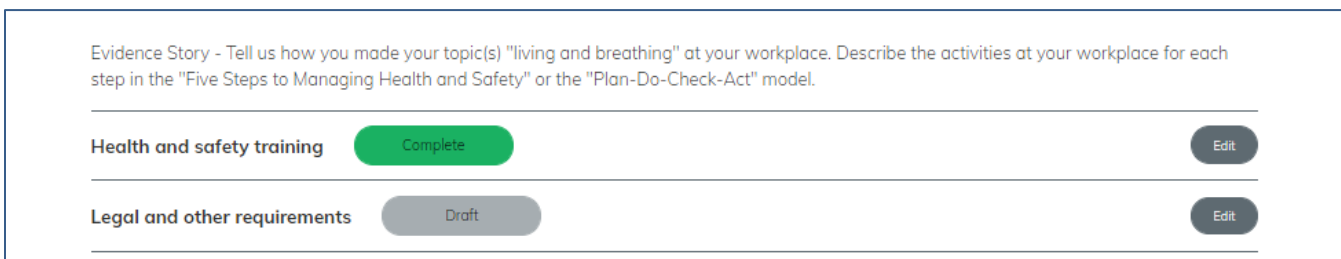 Evidence Story - Tell us how you made your topic(s) "living and breathing" at your workplace. Describe the activities at your workplace for each
step in the "Five Steps to Managing Health and Safety" or the "Plan-Do-Check-Act" model.
Health and safety training Complete Edit
Legal and other requirements Draft Edit